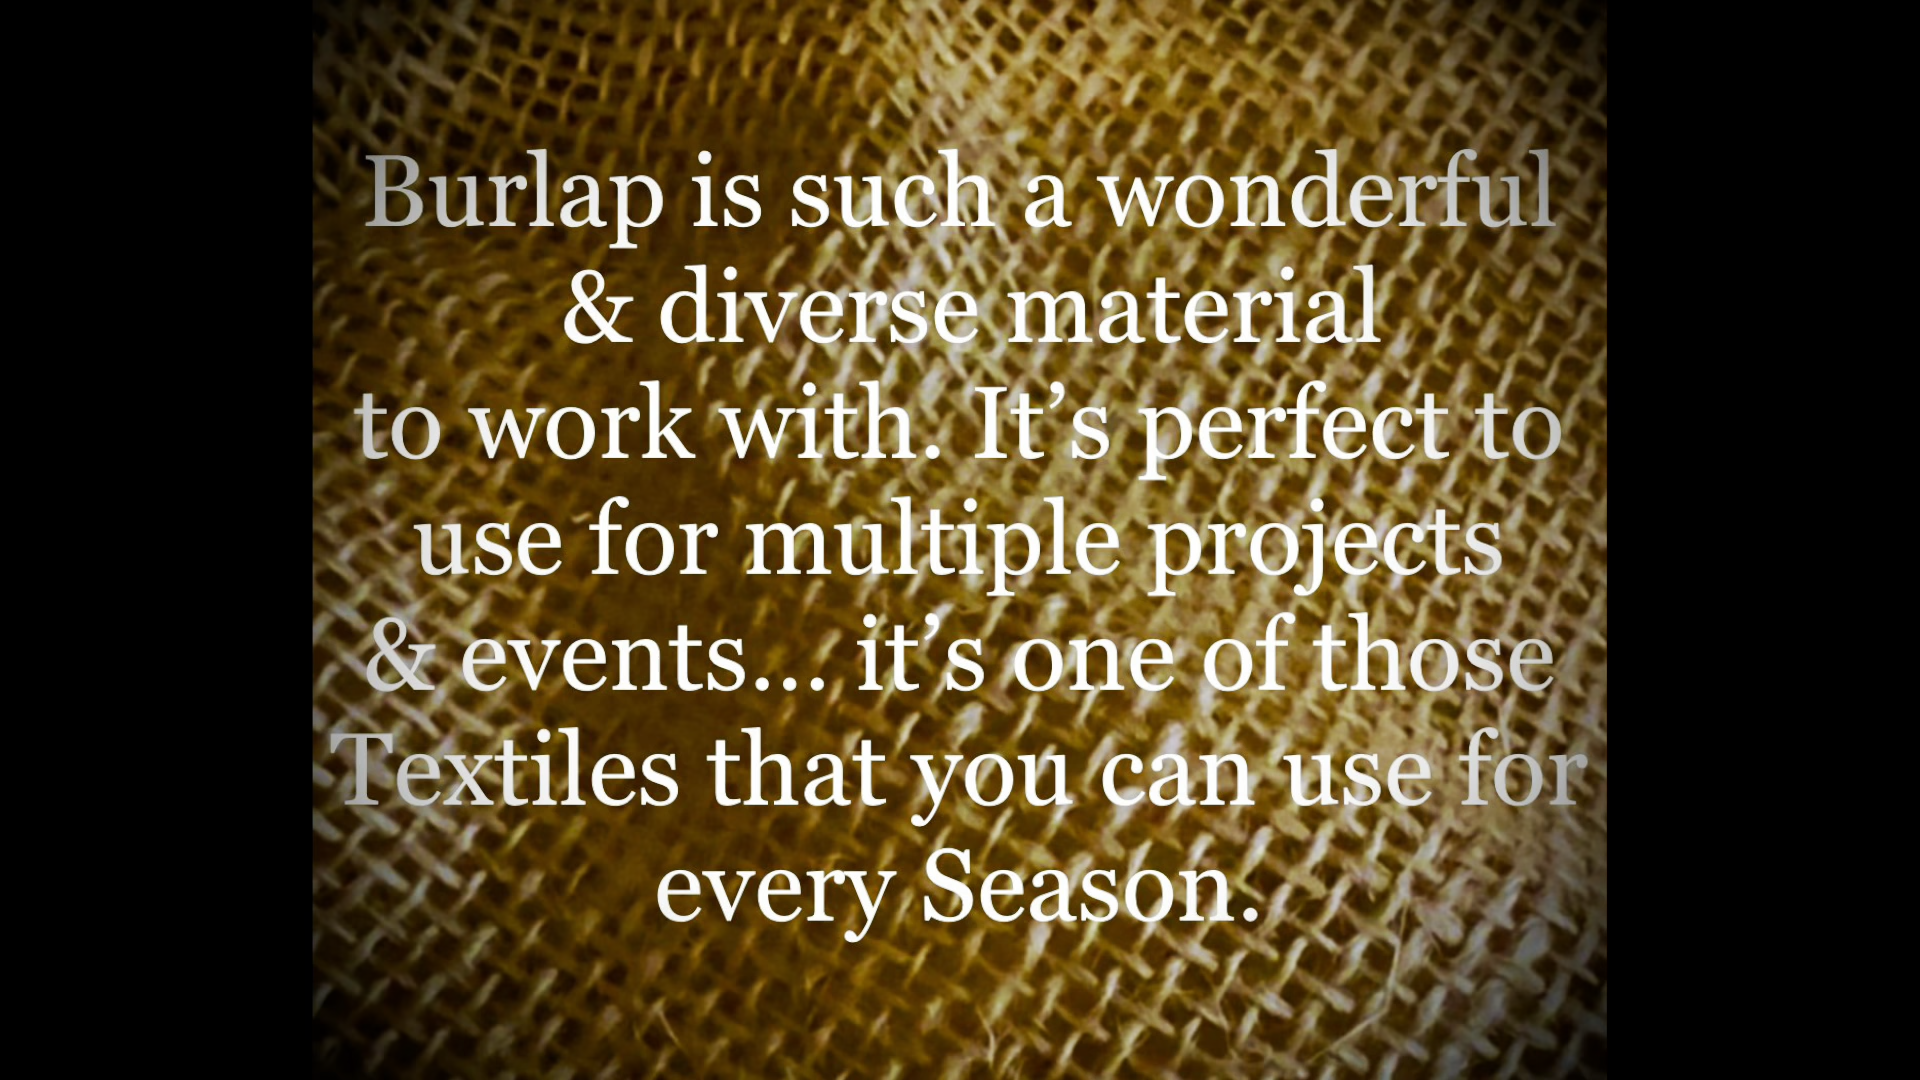 Burlap is such a wonderful
& diverse material
to work with. It’s perfect to
use for multiple projects
& events... it’s one of those
Textiles that you can use for
every Season.